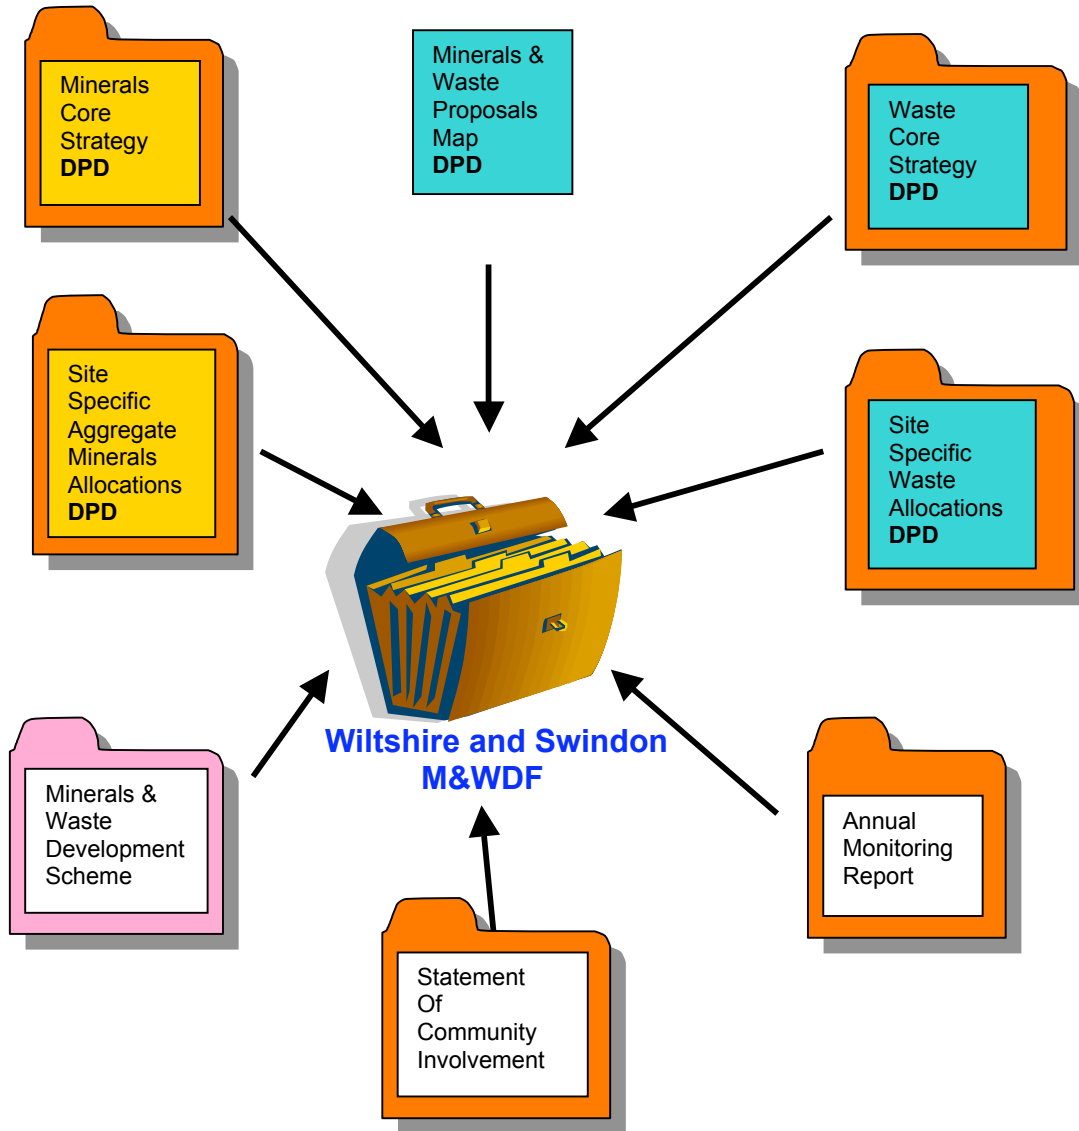 Minerals
Core
Strategy
DPD
Minerals &
Waste
Proposals
Map
DPD
Waste
Core
Strategy
DPD
Site
Specific
Aggregate
Minerals
Allocations
DPD
Site
Specific
Waste
Allocations
DPD
Wiltshire and Swindon
M&WDF
Minerals &
Waste
Development
Scheme
Annual
Monitoring
Report
Statement
Of
Community
Involvement